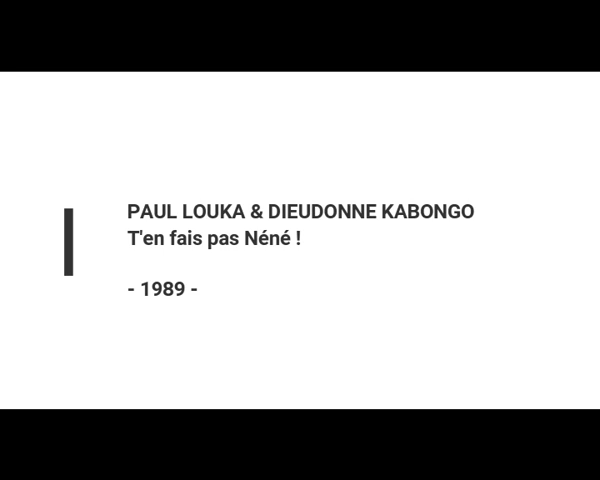 PAUL LOUKA & DIEUDONNE KABONGO
T'en fais pas Néné !
- 1989 -